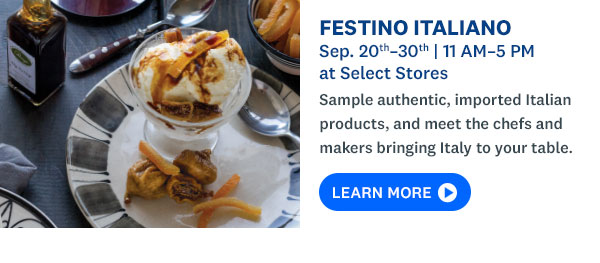 FESTINO ITALIANO
Sep. 20th–30th | 11 AM–5 PM
at Select Stores
Sample authentic, imported Italian
products, and meet the chefs and
makers bringing Italy to your table.
LEARN MORE